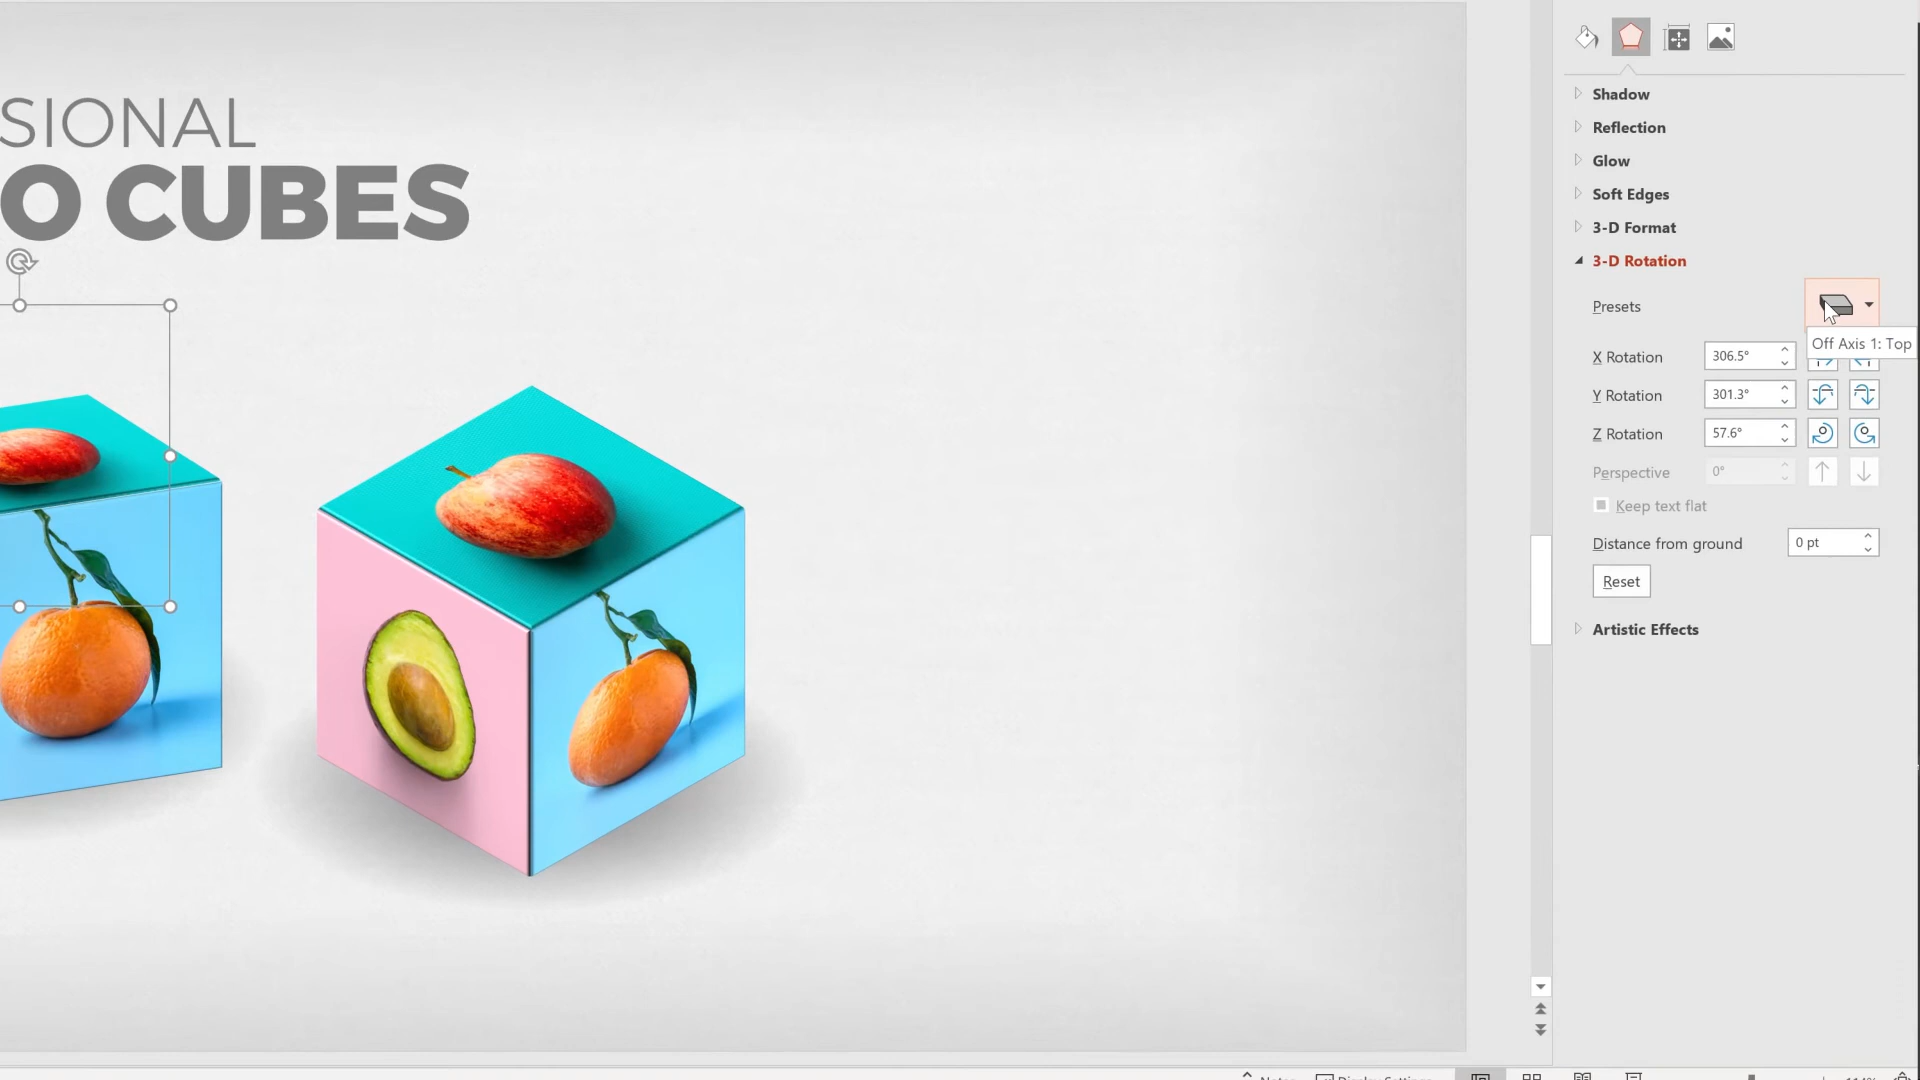 SIONAL
O CUBES
Shadow
Reflection
Glow
Soft Edges
3-D Format
3-D Rotation
Presets
Off Axis 1: Top
X Rotation 306.5°
Y Rotation 301.3°
Z Rotation 57.6°
Perspective 0°
Keep text flat
Distance from ground 0 pt
Reset
Artistic Effects